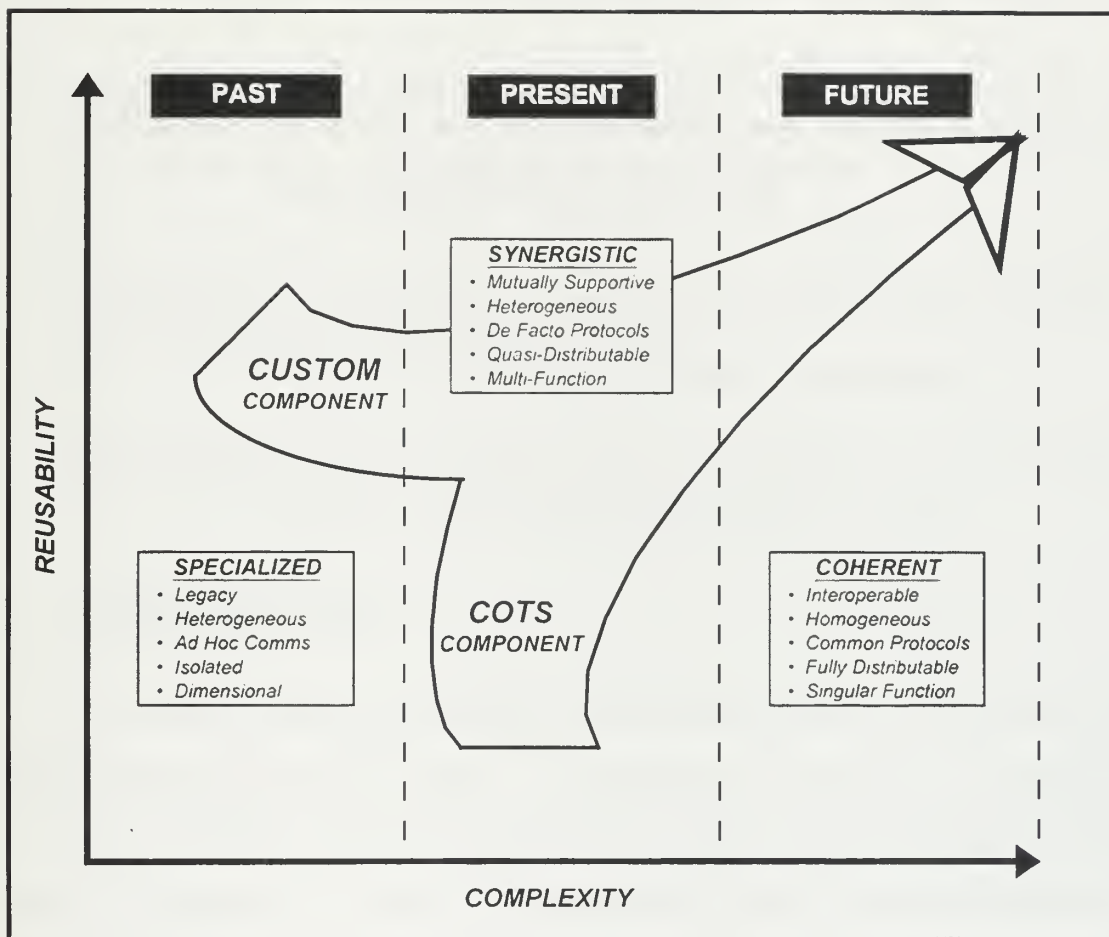 PAST
PRESENT
FUTURE
SYNERGISTIC
• Mutually Supportive
• Heterogeneous
• De Facto Protocols
• Quasi-Distributable
• Multi-Function
CUSTOM
COMPONENT
REUSABILITY
SPECIALIZED
• Legacy
• Heterogeneous
• Ad Hoc Comms
• Isolated
• Dimensional
COTS
COMPONENT
COHERENT
• Interoperable
• Homogeneous
• Common Protocols
• Fully Distributable
• Singular Function
COMPLEXITY